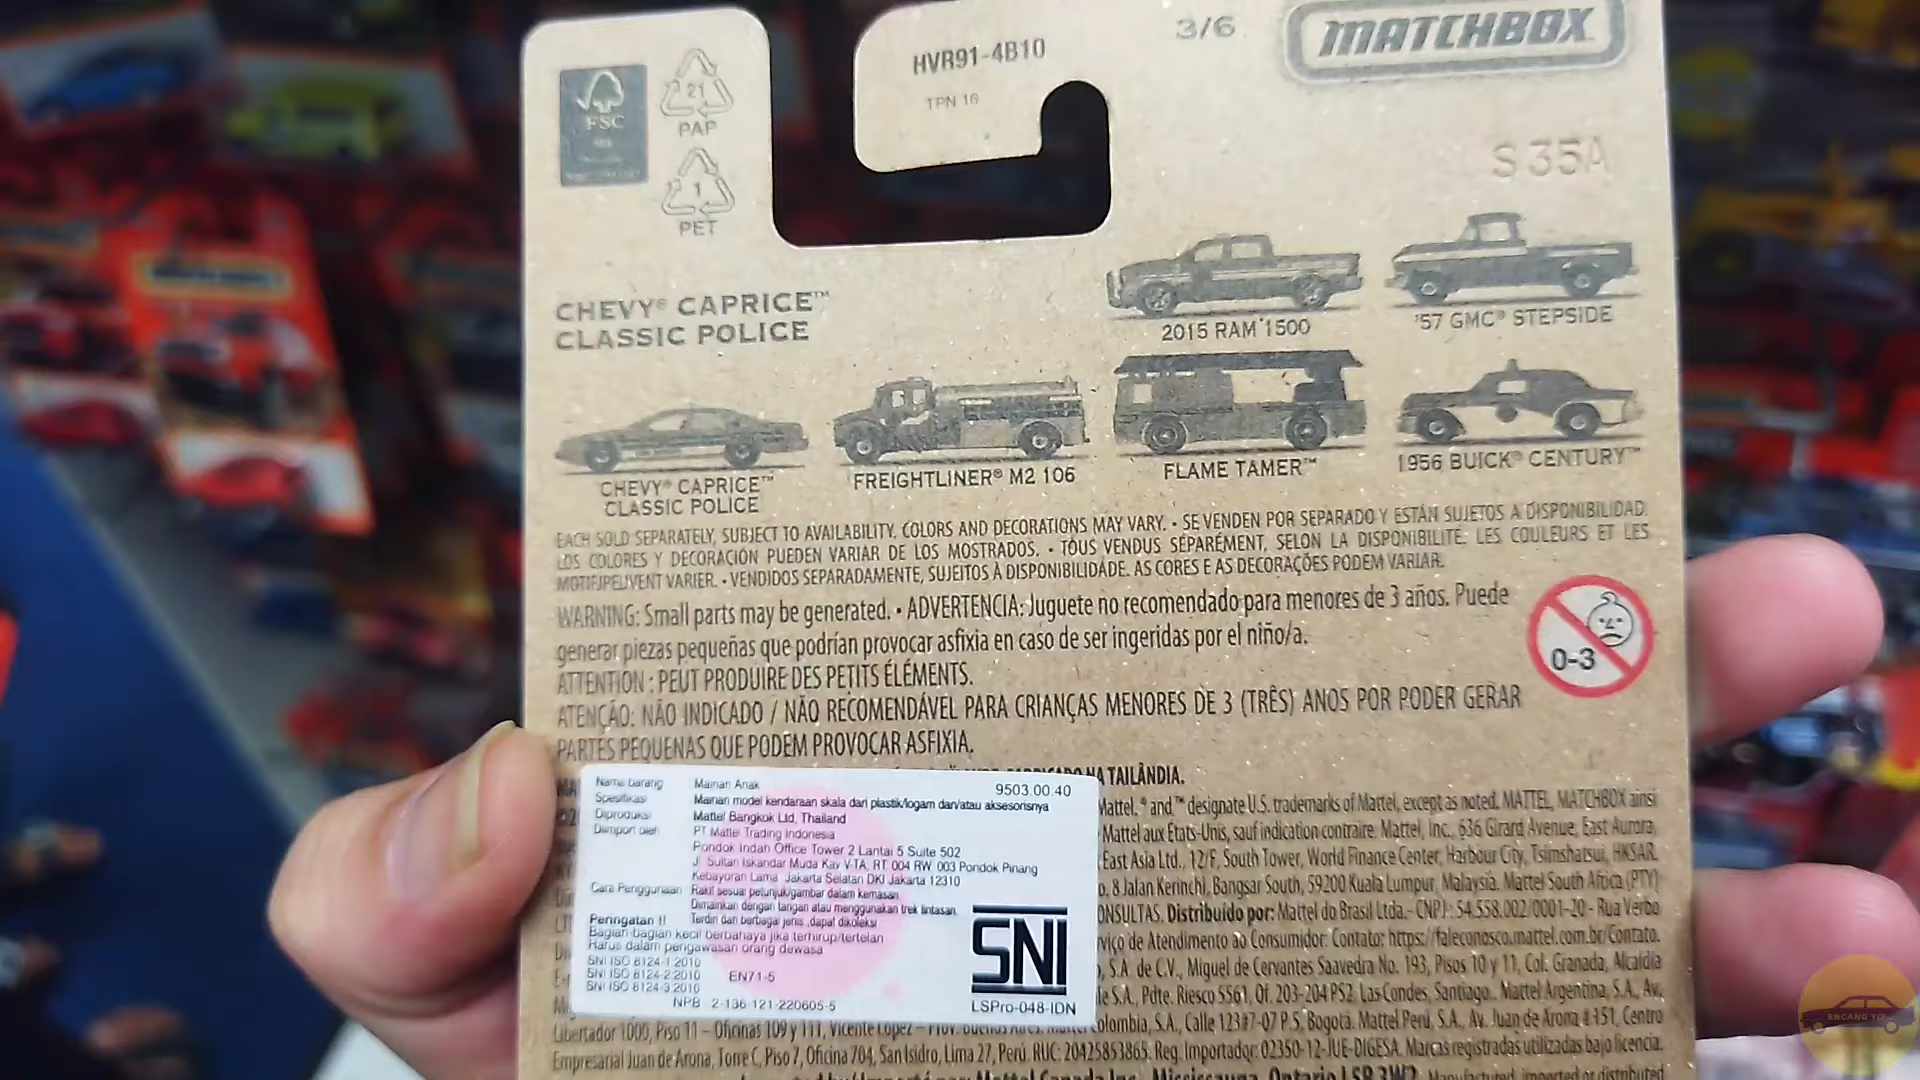 HVR91-4B10
TPN 16
3/6
MATCHBOX
FSC
21
PAP
1
PET
S 35A
CHEVY® CAPRICE™
CLASSIC POLICE
2015 RAM 1500
'57 GMC® STEPSIDE
CHEVY® CAPRICE™
CLASSIC POLICE
FREIGHTLINER® M2 106
FLAME TAMER™
1956 BUICK® CENTURY™
EACH SOLD SEPARATELY, SUBJECT TO AVAILABILITY. COLORS AND DECORATIONS MAY VARY. • SE VENDEN POR SEPARADO Y ESTÁN SUJETOS A DISPONIBILIDAD.
LOS COLORES Y DECORACIÓN PUEDEN VARIAR DE LOS MOSTRADOS. • TOUS VENDUS SÉPARÉMENT, SELON LA DISPONIBILITÉ. LES COULEURS ET LES
MOTIFS PEUVENT VARIER. • VENDIDOS SEPARADAMENTE, SUJEITOS À DISPONIBILIDADE. AS CORES E AS DECORAÇÕES PODEM VARIAR.
WARNING: Small parts may be generated. • ADVERTENCIA: Juguete no recomendado para menores de 3 años. Puede
generar piezas pequeñas que podrían provocar asfixia en caso de ser ingeridas por el niño/a.
ATTENTION : PEUT PRODUIRE DES PETITS ÉLÉMENTS.
ATENÇÃO: NÃO INDICADO / NÃO RECOMENDÁVEL PARA CRIANÇAS MENORES DE 3 (TRÊS) ANOS POR PODER GERAR
PARTES PEQUENAS QUE PODEM PROVOCAR ASFIXIA.
0-3
NA TAILÂNDIA.
Nama barang Mainan Anak 9503.00.40
Spesifikasi Mainan model kendaraan skala dari plastik/logam dan/atau aksesorisnya
Diproduksi Mattel Bangkok Ltd, Thailand
Diimport oleh PT Mattel Trading Indonesia
Pondok Indah Office Tower 2 Lantai 5 Suite 502
Jl Sultan Iskandar Muda Kav V-TA, RT 004 RW 003 Pondok Pinang
Kebayoran Lama Jakarta Selatan DKI Jakarta 12310
Cara Penggunaan Rakit sesuai petunjuk/gambar dalam kemasan
Dimainkan dengan tangan atau menggunakan trek lintasan
Peringatan !! Terdiri dari berbagai jenis, dapat dikoleksi
Bagian-bagian kecil berbahaya jika terhirup/tertelan
Harus dalam pengawasan orang dewasa
SNI ISO 8124-1:2010
SNI ISO 8124-2:2010 EN71-5
SNI ISO 8124-3:2010
NPB 2-136-121-220605-5
SNI
LSPro-048-IDN
Mattel. ® and ™ designate U.S. trademarks of Mattel, except as noted. MATTEL, MATCHBOX ainsi
Mattel aux États-Unis, sauf indication contraire. Mattel, Inc., 636 Girard Avenue, East Aurora,
East Asia Ltd., 12/F, South Tower, World Finance Center, Harbour City, Tsimshatsui, HKSAR.
8 Jalan Kerinchi, Bangsar South, 59200 Kuala Lumpur, Malaysia. Mattel South Africa (PTY)
Distribuído por: Mattel do Brasil Ltda.- CNPJ : 54.558.002/0001-20 - Rua Verbo
de Atendimento ao Consumidor: Contato: https://faleconosco.mattel.com.br/Contato.
S.A. de C.V., Miguel de Cervantes Saavedra No. 193, Pisos 10 y 11, Col. Granada, Alcaldía
S.A., Pdte. Riesco 5561, Of. 203-204 PS2, Las Condes, Santiago. Mattel Argentina, S.A., Av.
Libertador 1000, Piso 11 – Oficinas 109 y 111, Vicente López – Colombia, S.A., Calle 123#7-07 P.5, Bogotá. Mattel Perú, S.A., Av. Juan de Arona # 151, Centro
Empresarial Juan de Arona, Torre C, Piso 7, Oficina 704, San Isidro, Lima 27, Perú. RUC: 20425853865. Reg. Importador: 02350-12-JUE-DIGESA. Marcas registradas utilizadas bajo licencia.
Mattel Canada Inc., Mississauga, Ontario L5R 3W2. Manufactured, imported or distributed
ENCANG YIP